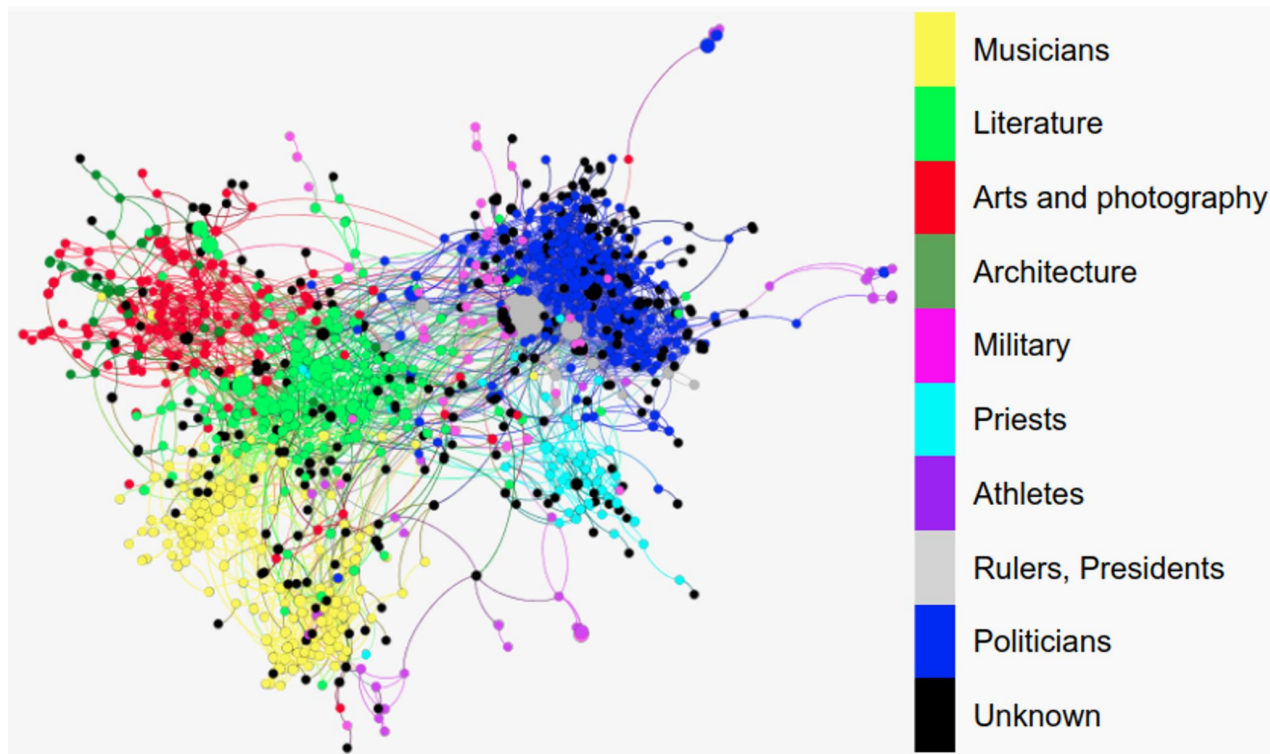 Musicians
Literature
Arts and photography
Architecture
Military
Priests
Athletes
Rulers, Presidents
Politicians
Unknown